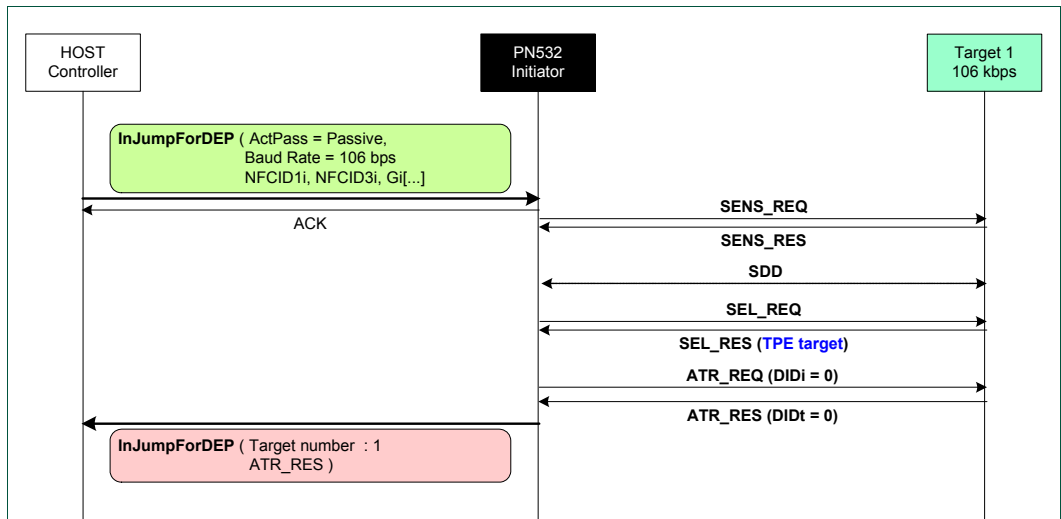 HOST
Controller
PN532
Initiator
Target 1
106 kbps
InJumpForDEP ( ActPass = Passive,
Baud Rate = 106 bps
NFCID1i, NFCID3i, Gi[...]
ACK
SENS_REQ
SENS_RES
SDD
SEL_REQ
SEL_RES (TPE target)
ATR_REQ (DIDi = 0)
ATR_RES (DIDt = 0)
InJumpForDEP ( Target number : 1
ATR_RES )